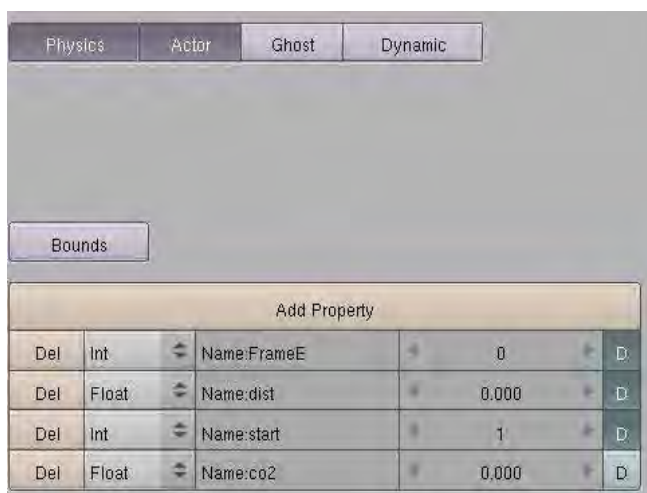 Physics Actor Ghost Dynamic
Bounds
Add Property
Del Int Name:FrameE 0 D
Del Float Name:dist 0.000 D
Del Int Name:start 1 D
Del Float Name:co2 0,000 D